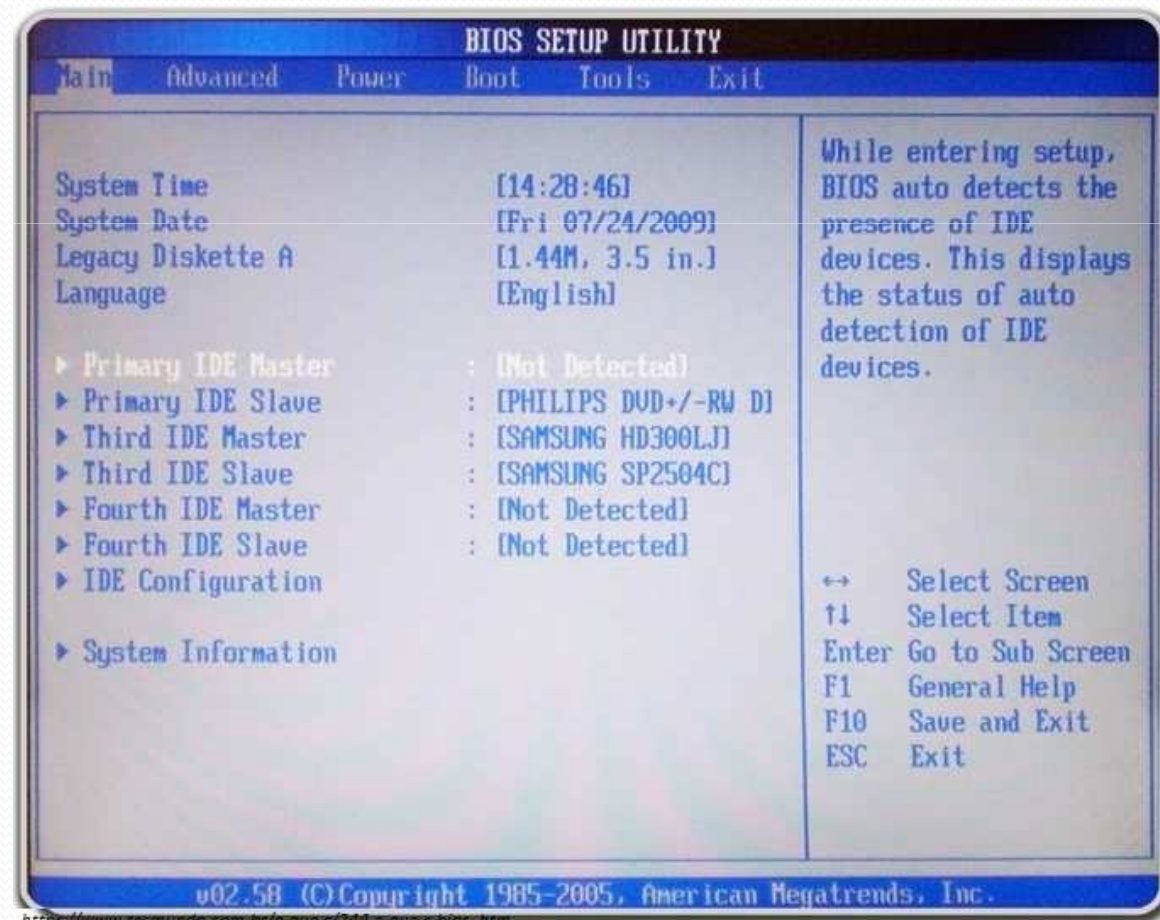 BIOS SETUP UTILITY
Main Advanced Power Boot Tools Exit
System Time [14:28:46]
System Date [Fri 07/24/2009]
Legacy Diskette A [1.44M, 3.5 in.]
Language [English]
▶ Primary IDE Master : [Not Detected]
▶ Primary IDE Slave : [PHILIPS DVD+/-RW D]
▶ Third IDE Master : [SAMSUNG HD300LJ]
▶ Third IDE Slave : [SAMSUNG SP2504C]
▶ Fourth IDE Master : [Not Detected]
▶ Fourth IDE Slave : [Not Detected]
▶ IDE Configuration
▶ System Information
While entering setup,
BIOS auto detects the
presence of IDE
devices. This displays
the status of auto
detection of IDE
devices.
←→ Select Screen
↑↓ Select Item
Enter Go to Sub Screen
F1 General Help
F10 Save and Exit
ESC Exit
v02.58 (C)Copyright 1985-2005, American Megatrends, Inc.